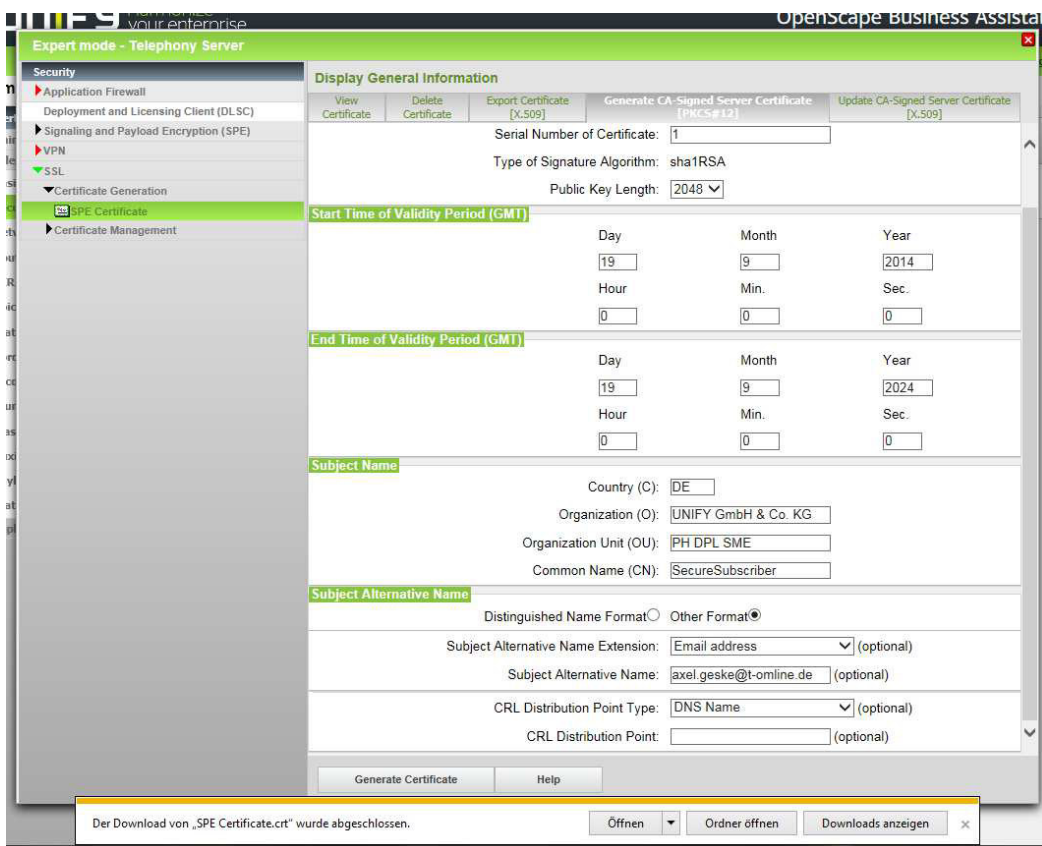 your enterprise
OpenScape Business Assista
Expert mode - Telephony Server
Security
Application Firewall
Deployment and Licensing Client (DLSC)
Signaling and Payload Encryption (SPE)
VPN
SSL
Certificate Generation
SPE Certificate
Certificate Management
Display General Information
View Certificate
Delete Certificate
Export Certificate [X.509]
Generate CA-Signed Server Certificate [PKCS#12]
Update CA-Signed Server Certificate [X.509]
Serial Number of Certificate: 1
Type of Signature Algorithm: sha1RSA
Public Key Length: 2048
Start Time of Validity Period (GMT)
Day Month Year
19 9 2014
Hour Min. Sec.
0 0 0
End Time of Validity Period (GMT)
Day Month Year
19 9 2024
Hour Min. Sec.
0 0 0
Subject Name
Country (C): DE
Organization (O): UNIFY GmbH & Co. KG
Organization Unit (OU): PH DPL SME
Common Name (CN): SecureSubscriber
Subject Alternative Name
Distinguished Name Format Other Format
Subject Alternative Name Extension: Email address (optional)
Subject Alternative Name: axel.geske@t-omline.de (optional)
CRL Distribution Point Type: DNS Name (optional)
CRL Distribution Point: (optional)
Generate Certificate Help
Der Download von „SPE Certificate.crt" wurde abgeschlossen.
Öffnen Ordner öffnen Downloads anzeigen